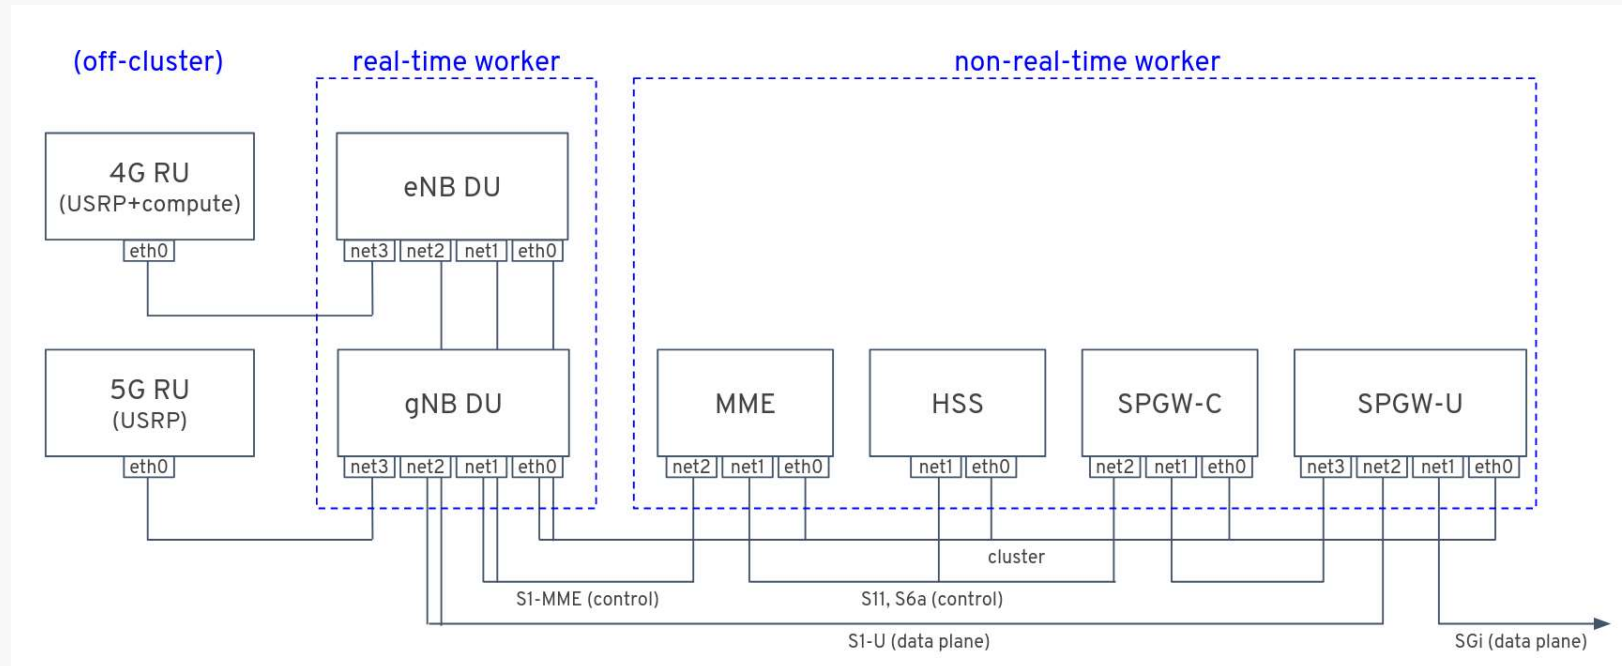 (off-cluster)
real-time worker
non-real-time worker
4G RU
(USRP+compute)
eth0
eNB DU
net3 net2 net1 eth0
5G RU
(USRP)
eth0
gNB DU
net3 net2 net1 eth0
MME
net2 net1 eth0
HSS
net1 eth0
SPGW-C
net2 net1 eth0
SPGW-U
net3 net2 net1 eth0
cluster
S1-MME (control)
S11, S6a (control)
S1-U (data plane)
SGi (data plane)